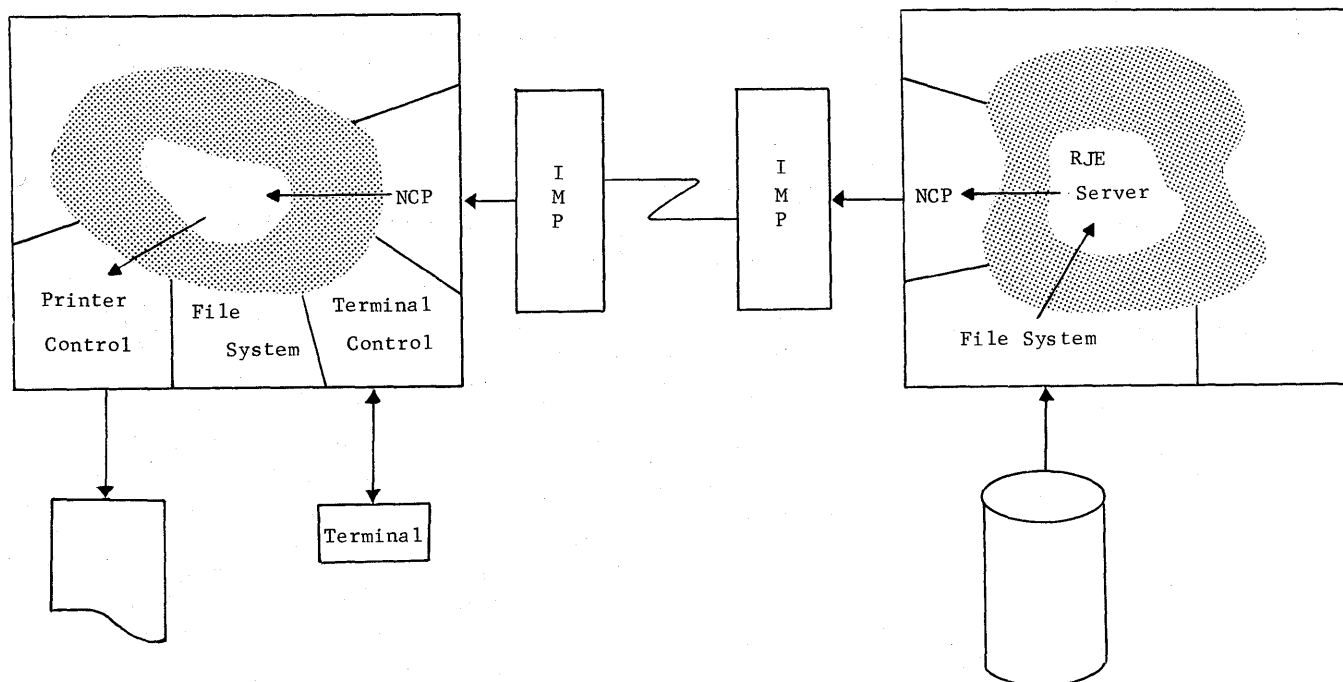 NCP
Printer
Control
File
System
Terminal
Control
Terminal
I
M
P
I
M
P
NCP
RJE
Server
File System